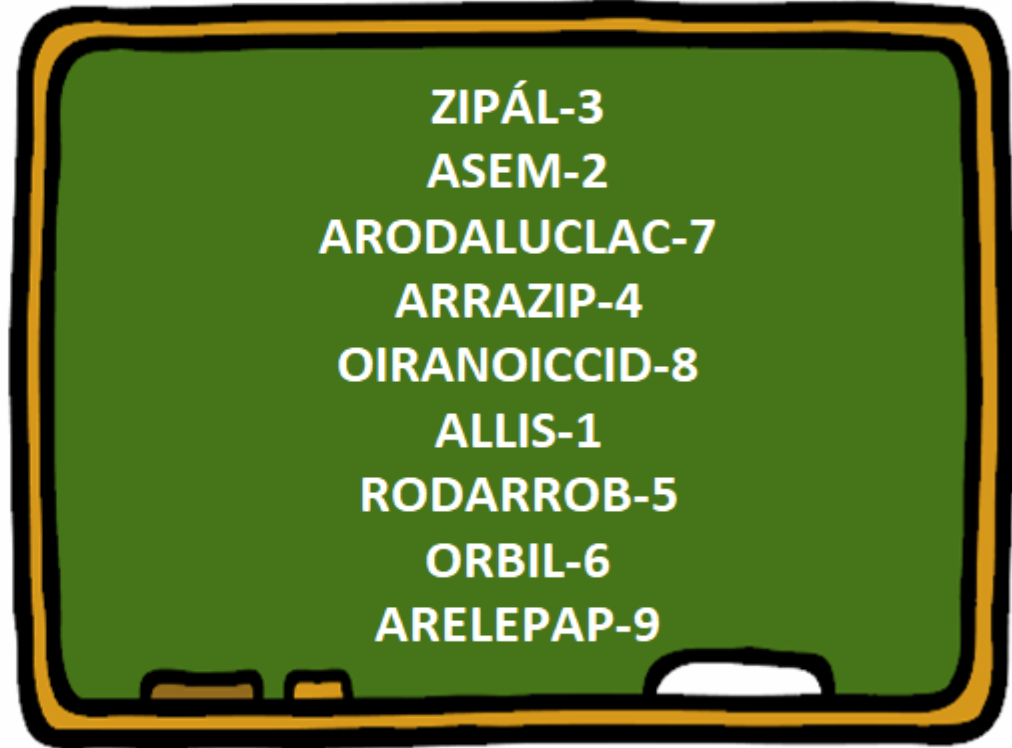 ZIPÁL-3
ASEM-2
ARODALUCLAC-7
ARRAZIP-4
OIRANOICCID-8
ALLIS-1
RODARROB-5
ORBIL-6
ARELEPAP-9